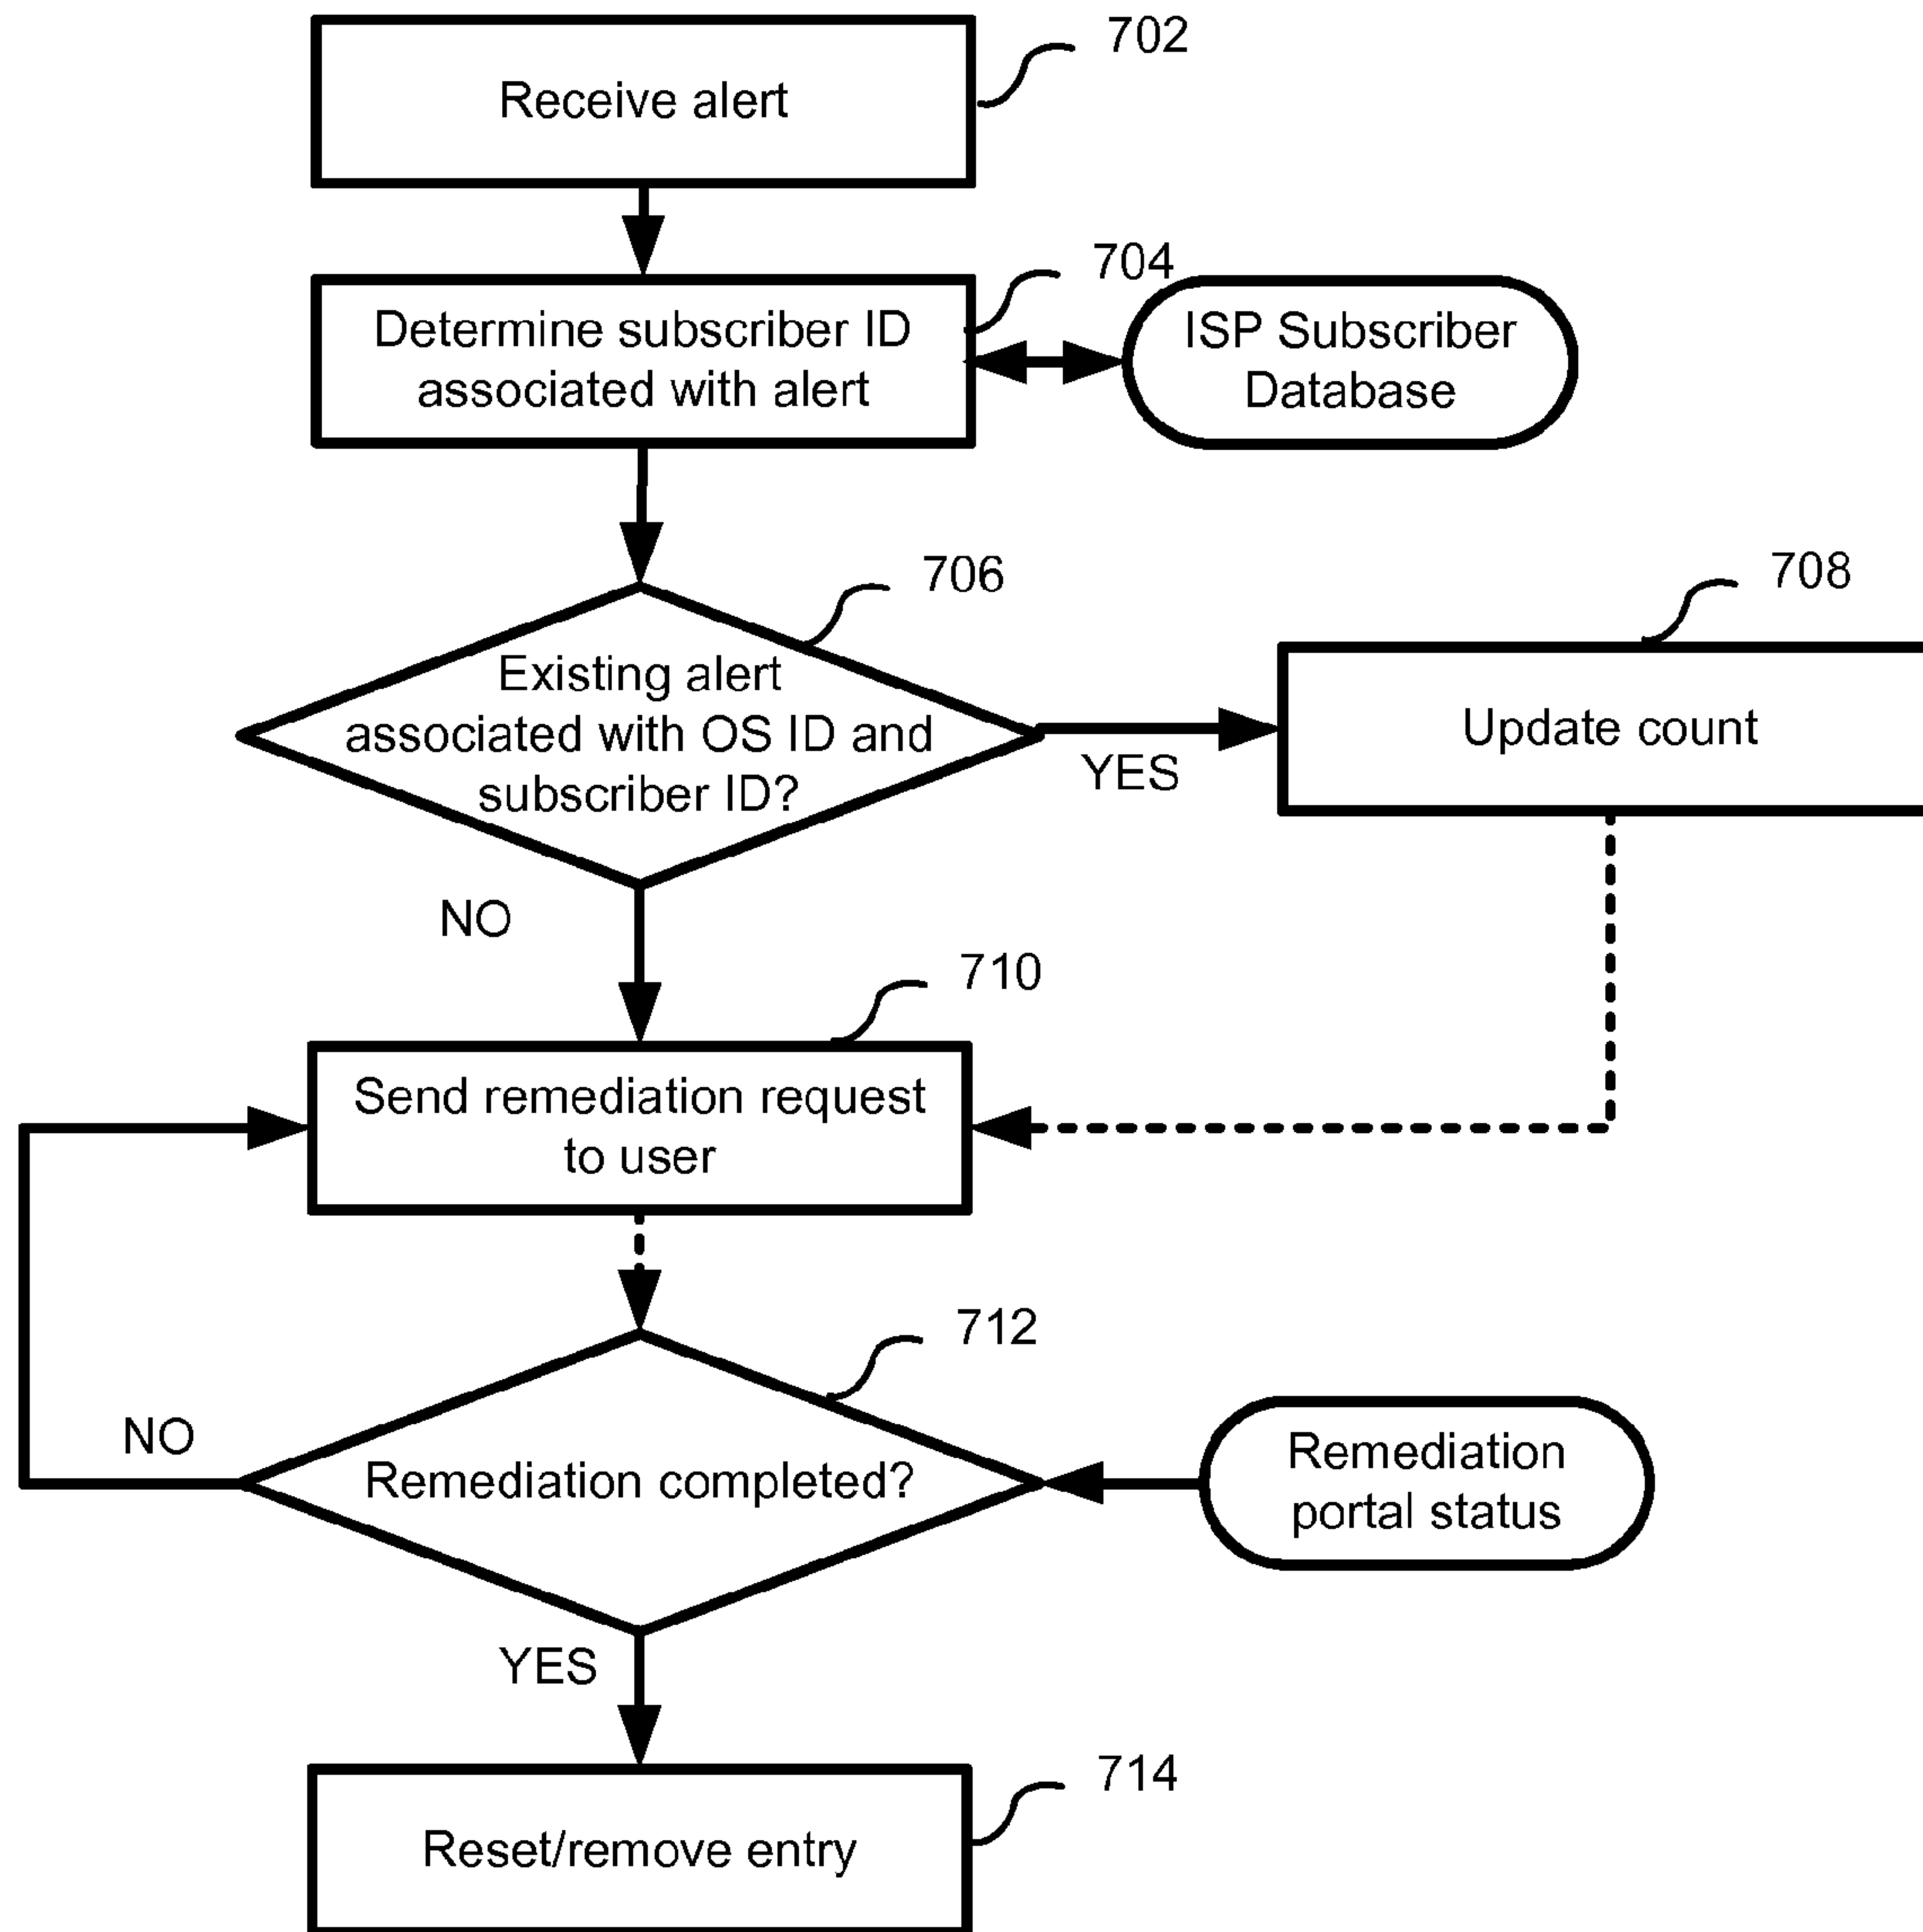 702
Receive alert
704
Determine subscriber ID
associated with alert
ISP Subscriber
Database
706
Existing alert
associated with OS ID and
subscriber ID?
YES
708
Update count
NO
710
Send remediation request
to user
712
NO
Remediation completed?
Remediation
portal status
YES
714
Reset/remove entry